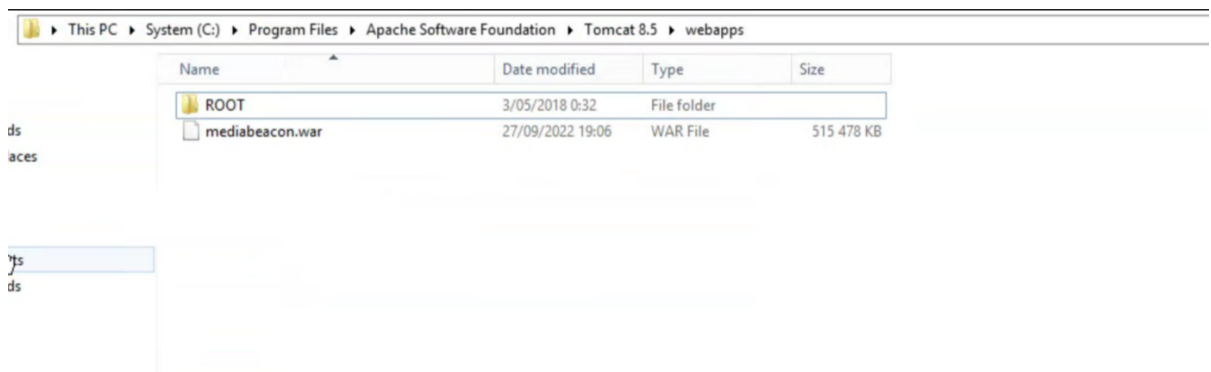 This PC System (C:) Program Files Apache Software Foundation Tomcat 8.5 webapps
Name Date modified Type Size
ROOT 3/05/2018 0:32 File folder
ds
mediabeacon.war 27/09/2022 19:06 WAR File 515 478 KB
aces
ts
ds